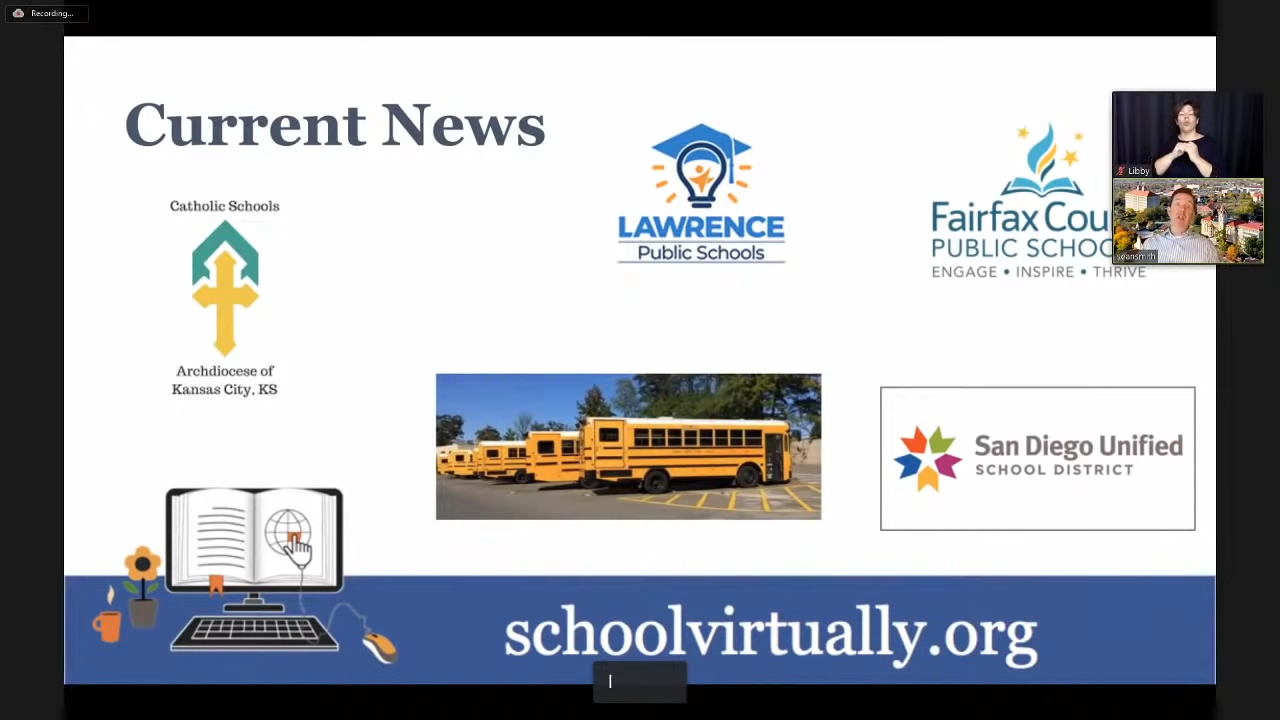 Recording...
Current News
Catholic Schools
Archdiocese of
Kansas City, KS
LAWRENCE
Public Schools
Fairfax Cou
PUBLIC SCHOO
ENGAGE • INSPIRE • THRIVE
Libby
seansmith
San Diego Unified
SCHOOL DISTRICT
schoolvirtually.org